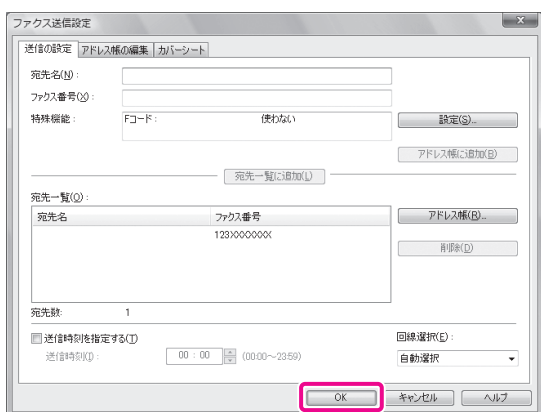 ファクス送信設定
送信の設定 アドレス帳の編集 カバーシート
宛先名(N):
ファクス番号(X):
特殊機能: Fコード: 使わない 設定(S)...
アドレス帳に追加(B)
宛先一覧に追加(L)
宛先一覧(O):
宛先名 ファクス番号 アドレス帳(R)...
123XXXXXXX
削除(D)
宛先数: 1
送信時刻を指定する(T) 回線選択(E):
送信時刻(I): 00 : 00 (00:00～23:59) 自動選択
OK キャンセル ヘルプ